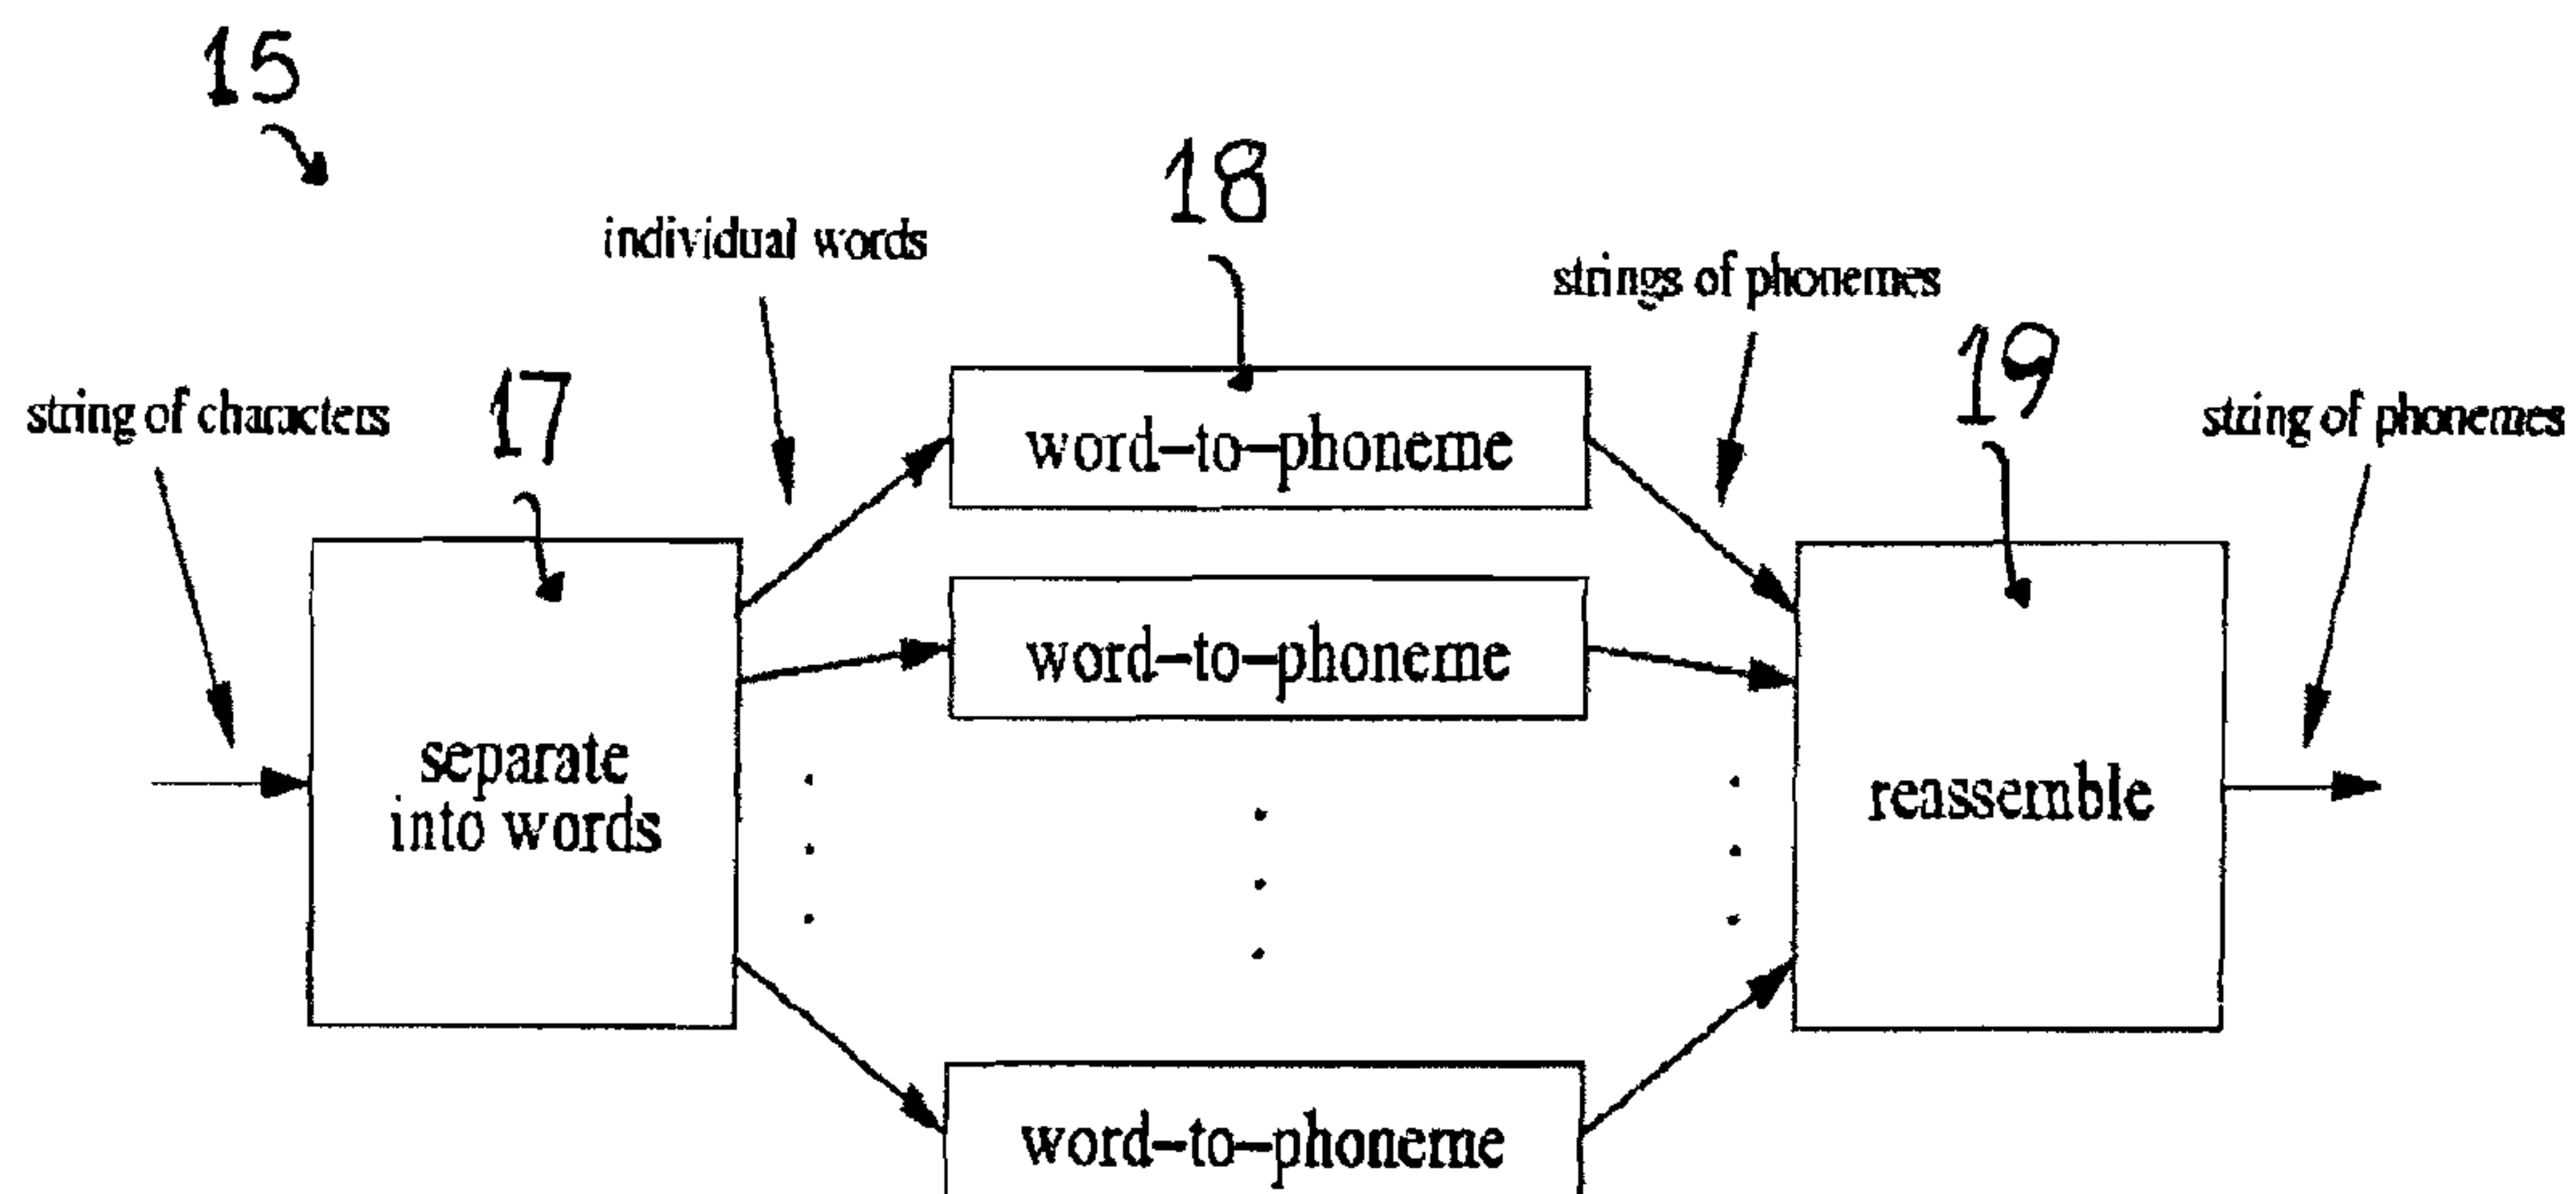 15
18
individual words
strings of phonemes
19
17
string of characters
string of phonemes
word-to-phoneme
word-to-phoneme
separate
into words
reassemble
word-to-phoneme